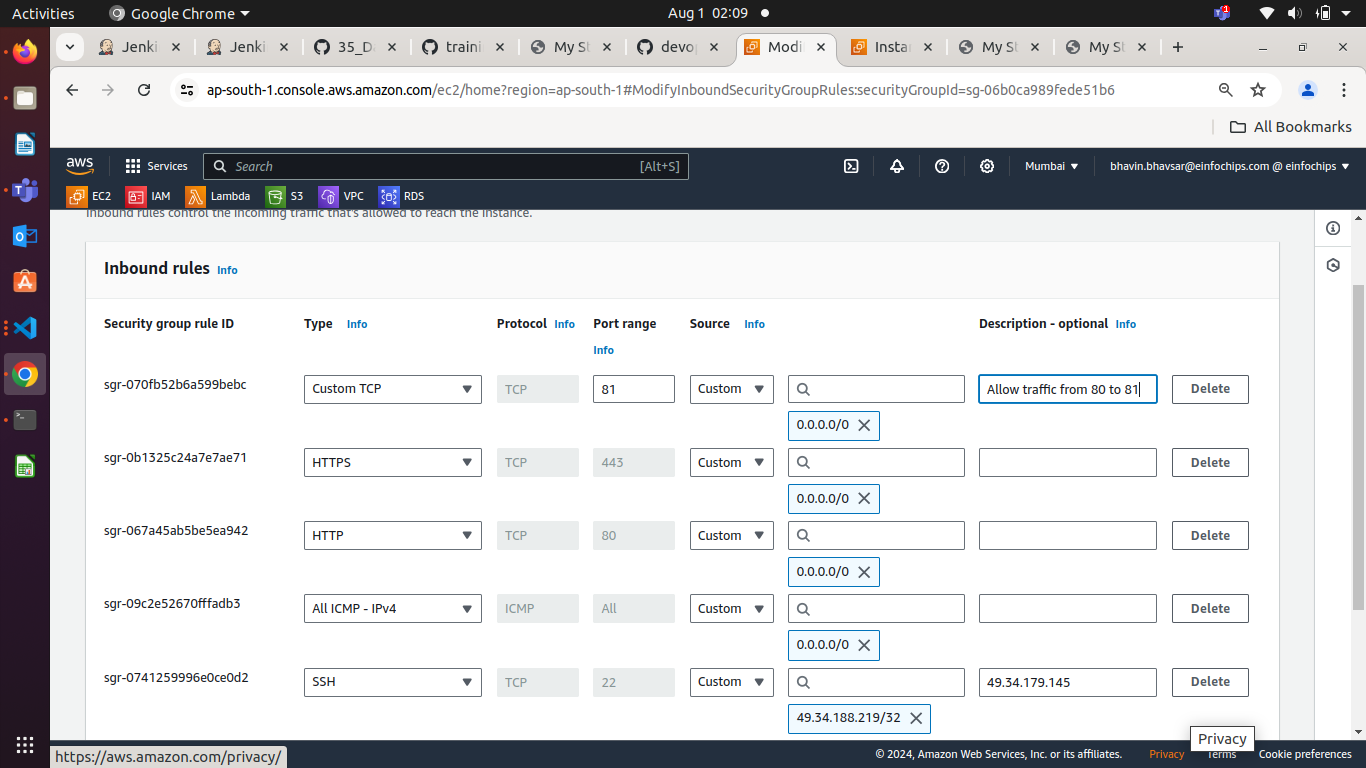 Activities
Google Chrome
Aug 1 02:09
1
Jenki
Jenki
35_D
traini
My St
devop
Modi
Insta
My St
My St
ap-south-1.console.aws.amazon.com/ec2/home?region=ap-south-1#ModifyInboundSecurityGroupRules:securityGroupId=sg-06b0ca989fede51b6
All Bookmarks
aws
Services
Search
[Alt+S]
Mumbai
bhavin.bhavsar@einfochips.com @ einfochips
EC2
IAM
Lambda
S3
VPC
RDS
Inbound rules control the incoming traffic that's allowed to reach the instance.
Inbound rules Info
Security group rule ID
Type Info
Protocol Info
Port range
Info
Source Info
Description - optional Info
sgr-070fb52b6a599bebc
Custom TCP
TCP
81
Custom
Allow traffic from 80 to 81
Delete
0.0.0.0/0
sgr-0b1325c24a7e7ae71
HTTPS
TCP
443
Custom
Delete
0.0.0.0/0
sgr-067a45ab5be5ea942
HTTP
TCP
80
Custom
Delete
0.0.0.0/0
sgr-09c2e52670fffadb3
All ICMP - IPv4
ICMP
All
Custom
Delete
0.0.0.0/0
sgr-0741259996e0ce0d2
SSH
TCP
22
Custom
49.34.179.145
Delete
49.34.188.219/32
Privacy
https://aws.amazon.com/privacy/
© 2024, Amazon Web Services, Inc. or its affiliates.
Privacy
Terms
Cookie preferences